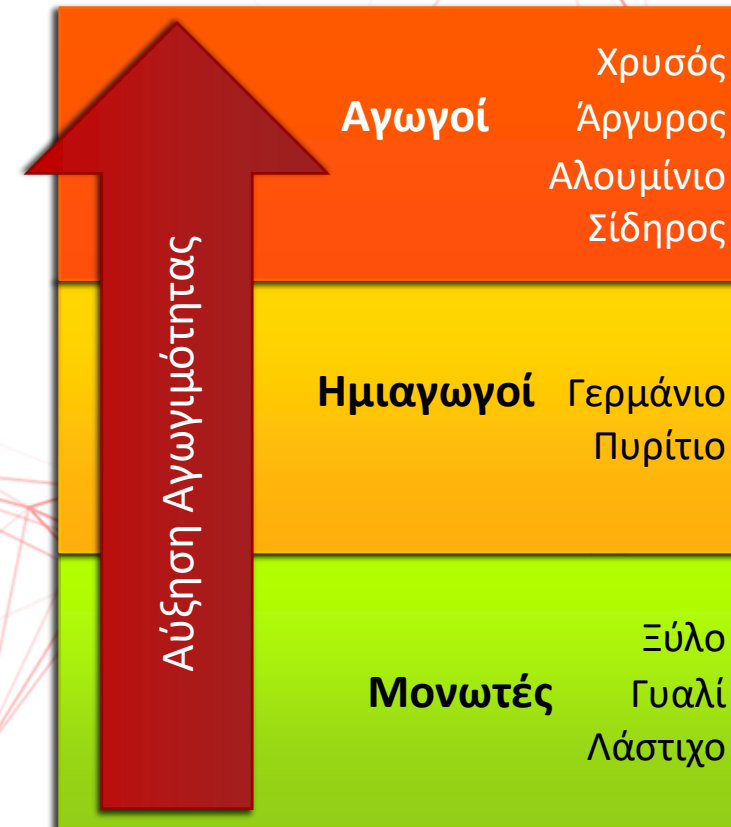 Αύξηση Αγωγιμότητας
Αγωγοί
Χρυσός
Άργυρος
Αλουμίνιο
Σίδηρος
Ημιαγωγοί
Γερμάνιο
Πυρίτιο
Μονωτές
Ξύλο
Γυαλί
Λάστιχο